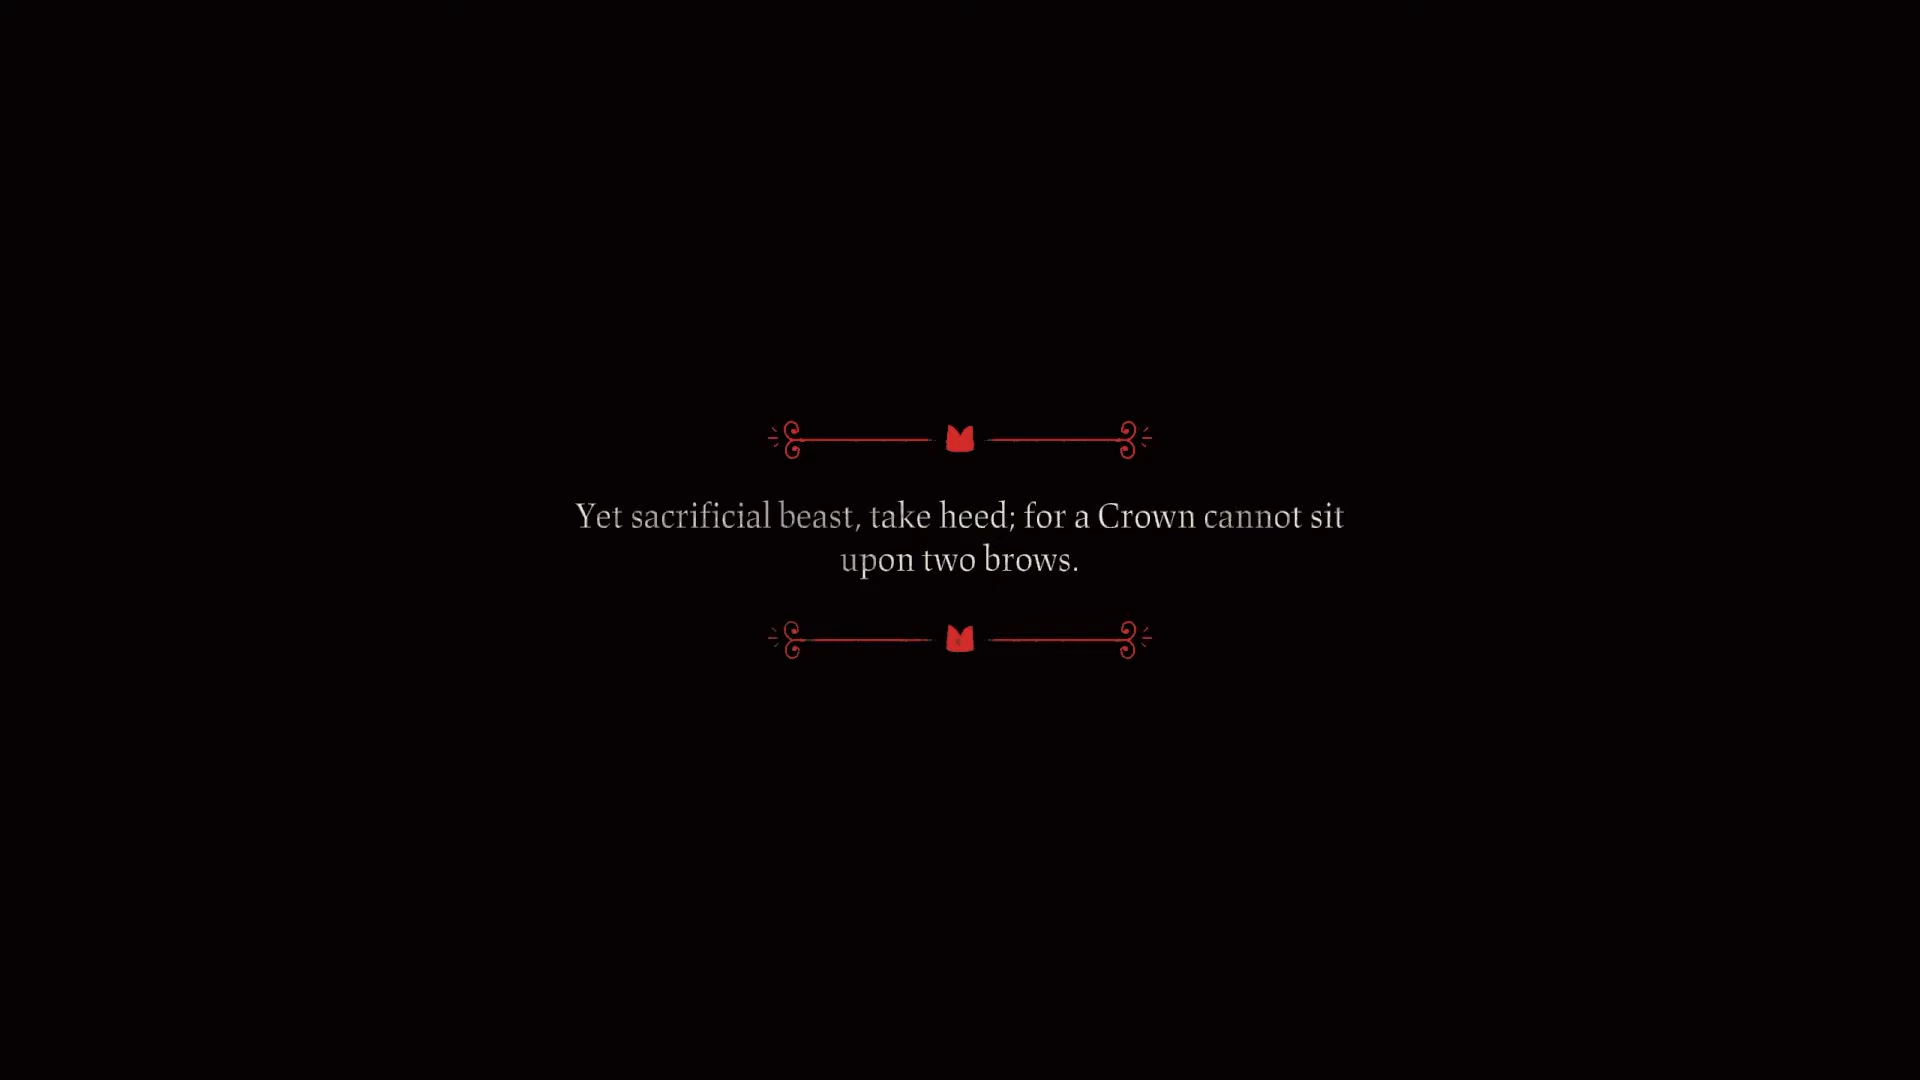 Yet sacrificial beast, take heed; for a Crown cannot sit
upon two brows.